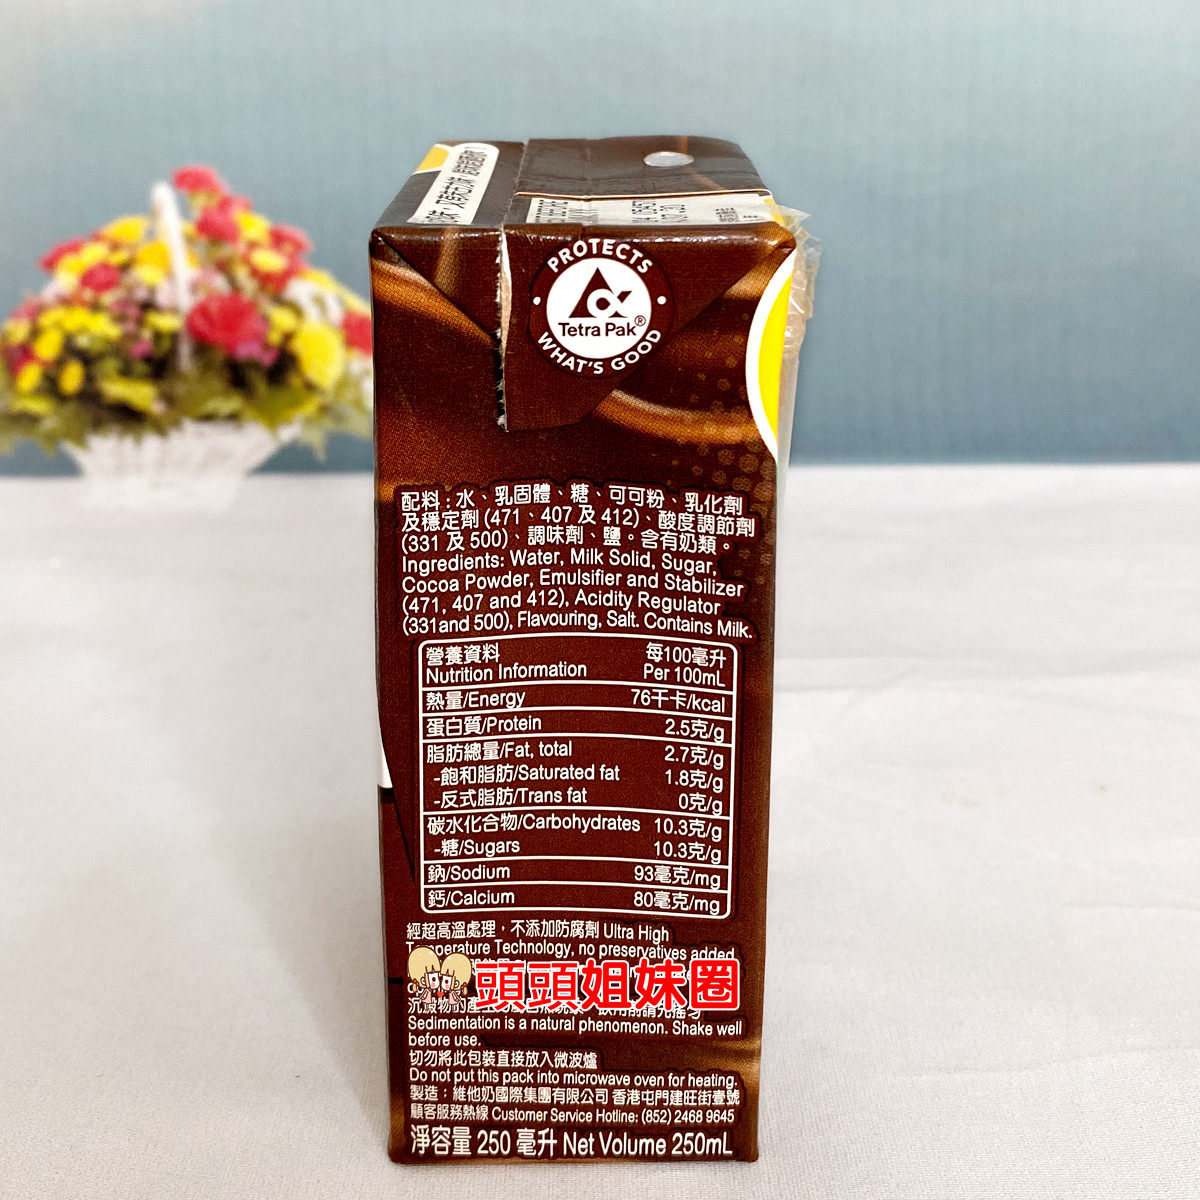 PROTECTS
Tetra Pak®
WHAT'S GOOD
配料:水、乳固體、糖、可可粉、乳化劑
及穩定劑 (471、407 及 412)、酸度調節劑
(331 及 500)、調味劑、鹽。含有奶類。
Ingredients: Water, Milk Solid, Sugar,
Cocoa Powder, Emulsifier and Stabilizer
(471, 407 and 412), Acidity Regulator
(331and 500), Flavouring, Salt. Contains Milk.
營養資料 每100毫升
Nutrition Information Per 100mL
熱量/Energy 76千卡/kcal
蛋白質/Protein 2.5克/g
脂肪總量/Fat, total 2.7克/g
-飽和脂肪/Saturated fat 1.8克/g
-反式脂肪/Trans fat 0克/g
碳水化合物/Carbohydrates 10.3克/g
-糖/Sugars 10.3克/g
鈉/Sodium 93毫克/mg
鈣/Calcium 80毫克/mg
經超高溫處理,不添加防腐劑 Ultra High
Temperature Technology, no preservatives added
頭頭姐妹圈
沉澱物的產生
Sedimentation is a natural phenomenon. Shake well
before use.
切勿將此包裝直接放入微波爐
Do not put this pack into microwave oven for heating.
製造:維他奶國際集團有限公司 香港屯門建旺街壹號
顧客服務熱線 Customer Service Hotline: (852) 2468 9645
淨容量 250 毫升 Net Volume 250mL